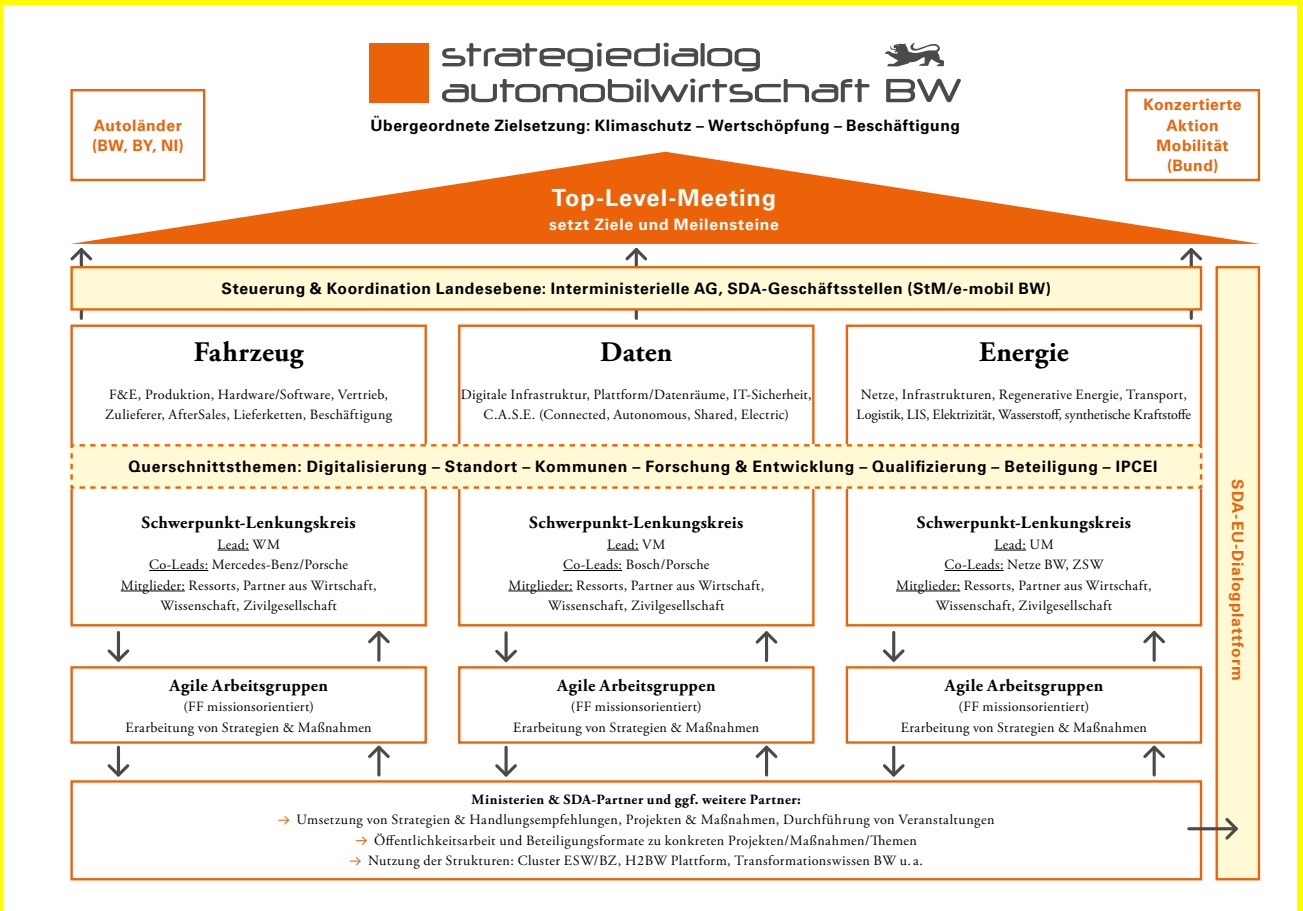 strategiedialog
automobilwirtschaft BW
Übergeordnete Zielsetzung: Klimaschutz – Wertschöpfung – Beschäftigung
Autoländer
(BW, BY, NI)
Konzertierte
Aktion
Mobilität
(Bund)
Top-Level-Meeting
setzt Ziele und Meilensteine
Steuerung & Koordination Landesebene: Interministerielle AG, SDA-Geschäftsstellen (StM/e-mobil BW)
Fahrzeug
F&E, Produktion, Hardware/Software, Vertrieb,
Zulieferer, AfterSales, Lieferketten, Beschäftigung
Daten
Digitale Infrastruktur, Plattform/Datenräume, IT-Sicherheit,
C.A.S.E. (Connected, Autonomous, Shared, Electric)
Energie
Netze, Infrastrukturen, Regenerative Energie, Transport,
Logistik, LIS, Elektrizität, Wasserstoff, synthetische Kraftstoffe
Querschnittsthemen: Digitalisierung – Standort – Kommunen – Forschung & Entwicklung – Qualifizierung – Beteiligung – IPCEI
Schwerpunkt-Lenkungskreis
Lead: WM
Co-Leads: Mercedes-Benz/Porsche
Mitglieder: Ressorts, Partner aus Wirtschaft,
Wissenschaft, Zivilgesellschaft
Schwerpunkt-Lenkungskreis
Lead: VM
Co-Leads: Bosch/Porsche
Mitglieder: Ressorts, Partner aus Wirtschaft,
Wissenschaft, Zivilgesellschaft
Schwerpunkt-Lenkungskreis
Lead: UM
Co-Leads: Netze BW, ZSW
Mitglieder: Ressorts, Partner aus Wirtschaft,
Wissenschaft, Zivilgesellschaft
Agile Arbeitsgruppen
(FF missionsorientiert)
Erarbeitung von Strategien & Maßnahmen
Agile Arbeitsgruppen
(FF missionsorientiert)
Erarbeitung von Strategien & Maßnahmen
Agile Arbeitsgruppen
(FF missionsorientiert)
Erarbeitung von Strategien & Maßnahmen
Ministerien & SDA-Partner und ggf. weitere Partner:
→ Umsetzung von Strategien & Handlungsempfehlungen, Projekten & Maßnahmen, Durchführung von Veranstaltungen
→ Öffentlichkeitsarbeit und Beteiligungsformate zu konkreten Projekten/Maßnahmen/Themen
→ Nutzung der Strukturen: Cluster ESW/BZ, H2BW Plattform, Transformationswissen BW u. a.
SDA-EU-Dialogplattform